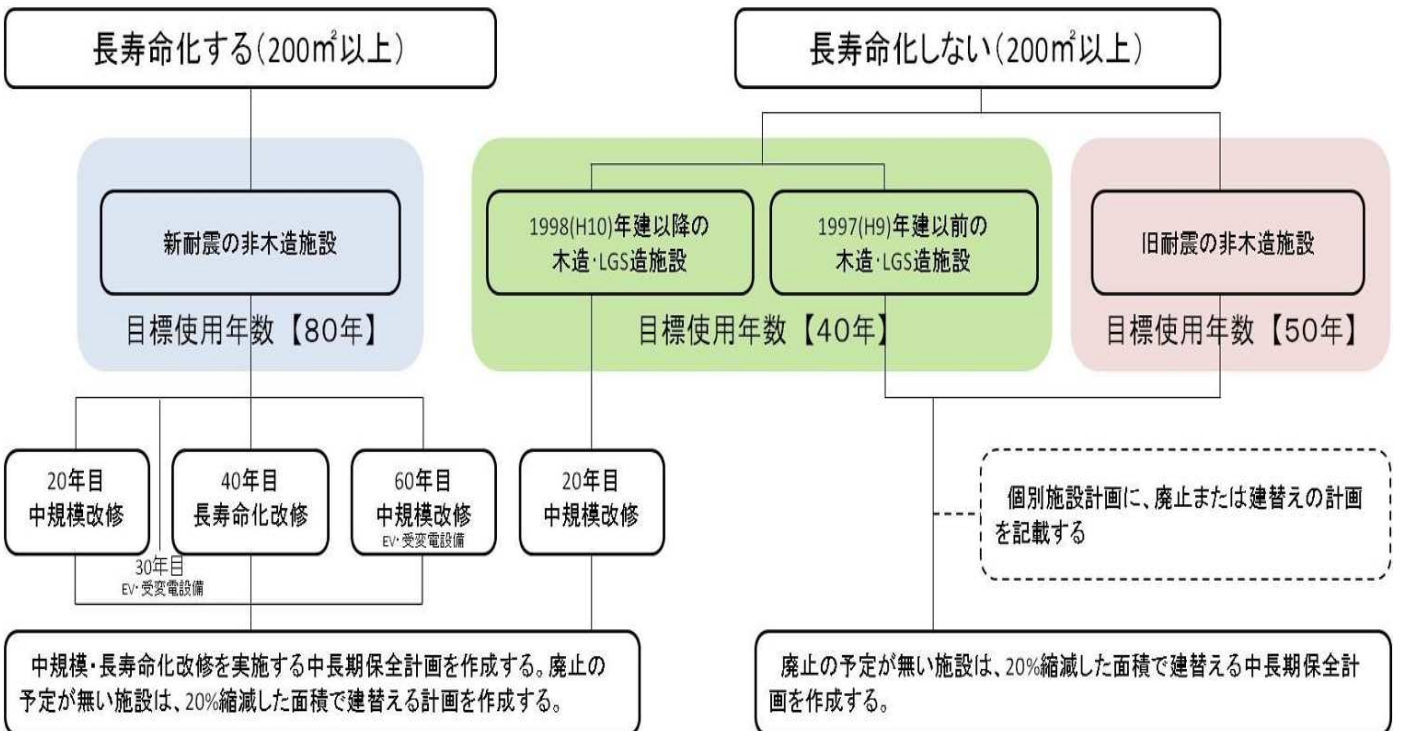 長寿命化する(200㎡以上)
長寿命化しない(200㎡以上)
新耐震の非木造施設
目標使用年数【80年】
1998(H10)年建以降の
木造・LGS造施設
1997(H9)年建以前の
木造・LGS造施設
目標使用年数【40年】
旧耐震の非木造施設
目標使用年数【50年】
20年目
中規模改修
30年目
EV・受変電設備
40年目
長寿命化改修
60年目
中規模改修
EV・受変電設備
20年目
中規模改修
個別施設計画に、廃止または建替えの計画
を記載する
中規模・長寿命化改修を実施する中長期保全計画を作成する。廃止の
予定が無い施設は、20%縮減した面積で建替える計画を作成する。
廃止の予定が無い施設は、20%縮減した面積で建替える中長期保全計
画を作成する。